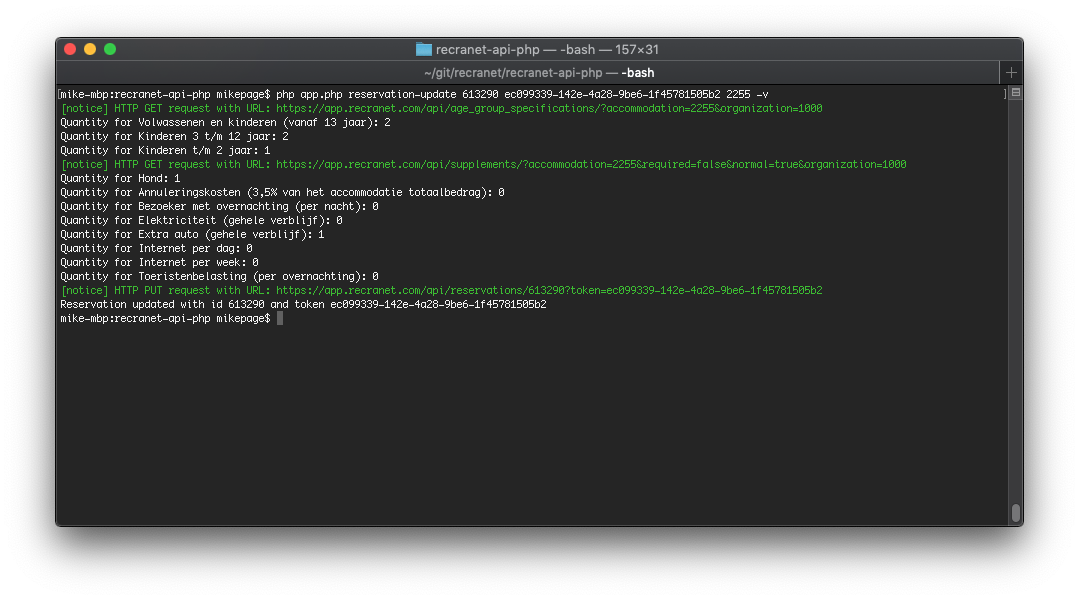 recranet-api-php — -bash — 157×31
~/git/recranet/recranet-api-php — -bash
[mike-mbp:recranet-api-php mikepage$ php app.php reservation-update 613290 ec099339-142e-4a28-9be6-1f45781505b2 2255 -v ]
[notice] HTTP GET request with URL: https://app.recranet.com/api/age_group_specifications/?accommodation=2255&organization=1000
Quantity for Volwassenen en kinderen (vanaf 13 jaar): 2
Quantity for Kinderen 3 t/m 12 jaar: 2
Quantity for Kinderen t/m 2 jaar: 1
[notice] HTTP GET request with URL: https://app.recranet.com/api/supplements/?accommodation=2255&required=false&normal=true&organization=1000
Quantity for Hond: 1
Quantity for Annuleringskosten (3,5% van het accommodatie totaalbedrag): 0
Quantity for Bezoeker met overnachting (per nacht): 0
Quantity for Elektriciteit (gehele verblijf): 0
Quantity for Extra auto (gehele verblijf): 1
Quantity for Internet per dag: 0
Quantity for Internet per week: 0
Quantity for Toeristenbelasting (per overnachting): 0
[notice] HTTP PUT request with URL: https://app.recranet.com/api/reservations/613290?token=ec099339-142e-4a28-9be6-1f45781505b2
Reservation updated with id 613290 and token ec099339-142e-4a28-9be6-1f45781505b2
mike-mbp:recranet-api-php mikepage$